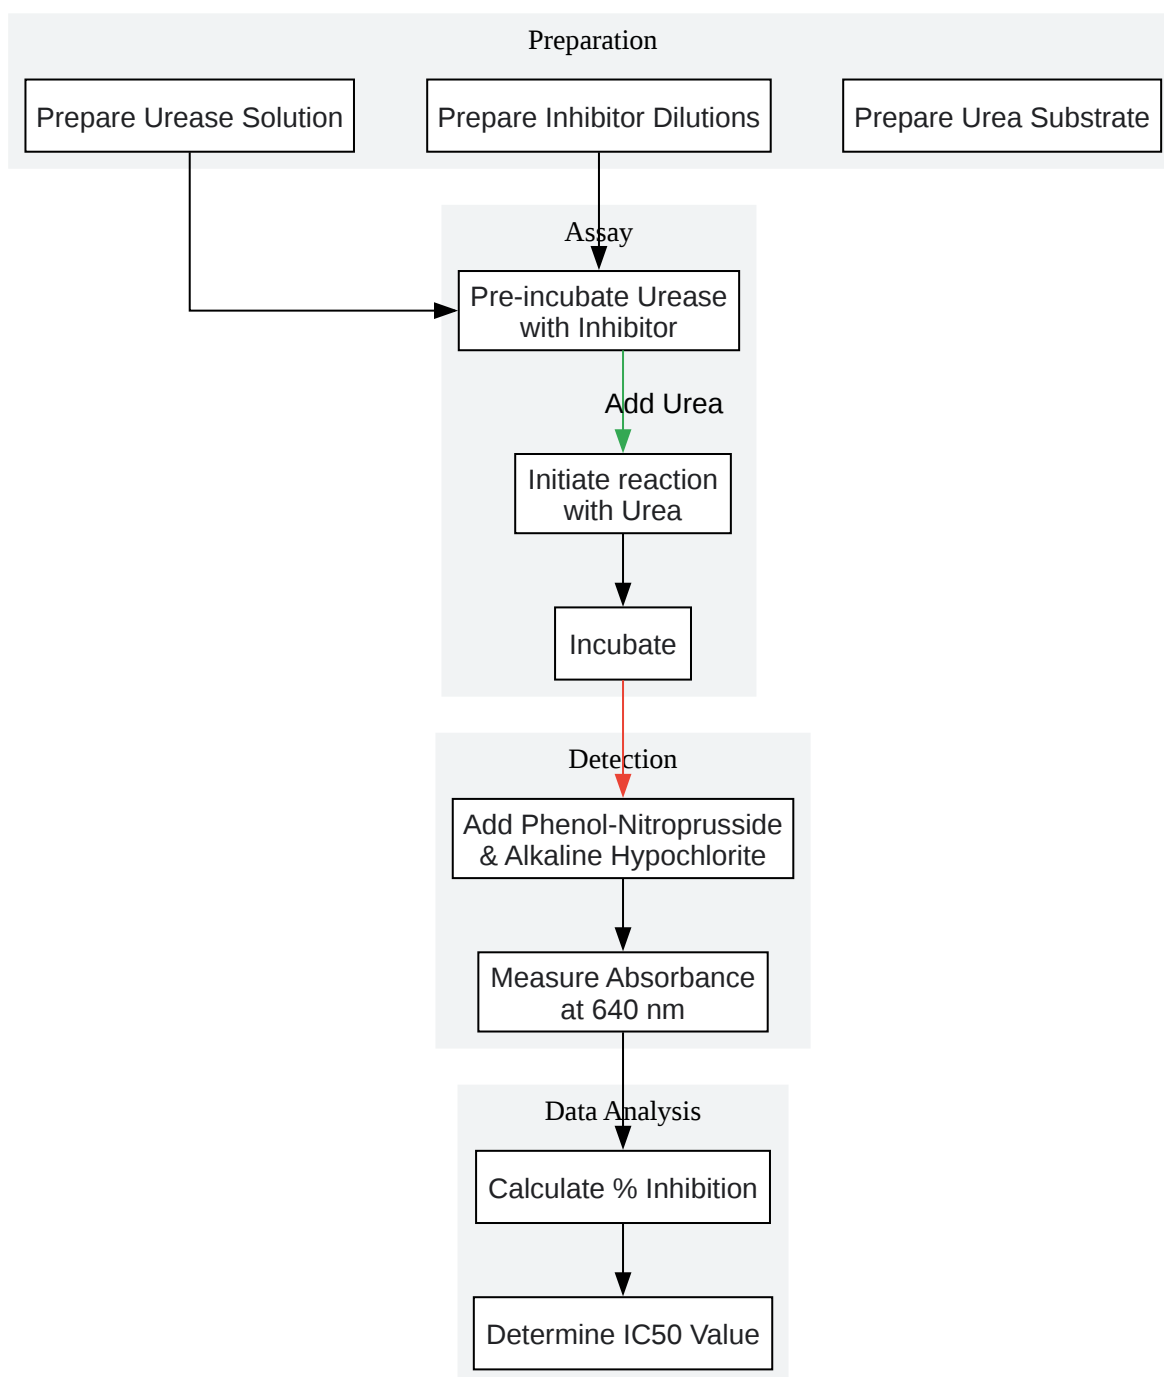 Preparation
Prepare Urease Solution
Prepare Inhibitor Dilutions
Prepare Urea Substrate
Assay
Pre-incubate Urease
with Inhibitor
Add Urea
Initiate reaction
with Urea
Incubate
Detection
Add Phenol-Nitroprusside
& Alkaline Hypochlorite
Measure Absorbance
at 640 nm
Data Analysis
Calculate % Inhibition
Determine IC50 Value